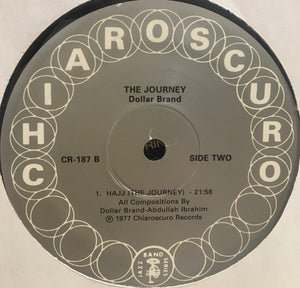 CHIAROSCURO
THE JOURNEY
Dollar Brand
CR-187 B SIDE TWO
1. HAJJ (THE JOURNEY) - 21:56
All Compositions By
Dollar Brand-Abdullah Ibrahim
℗ 1977 Chiaroscuro Records
BAND